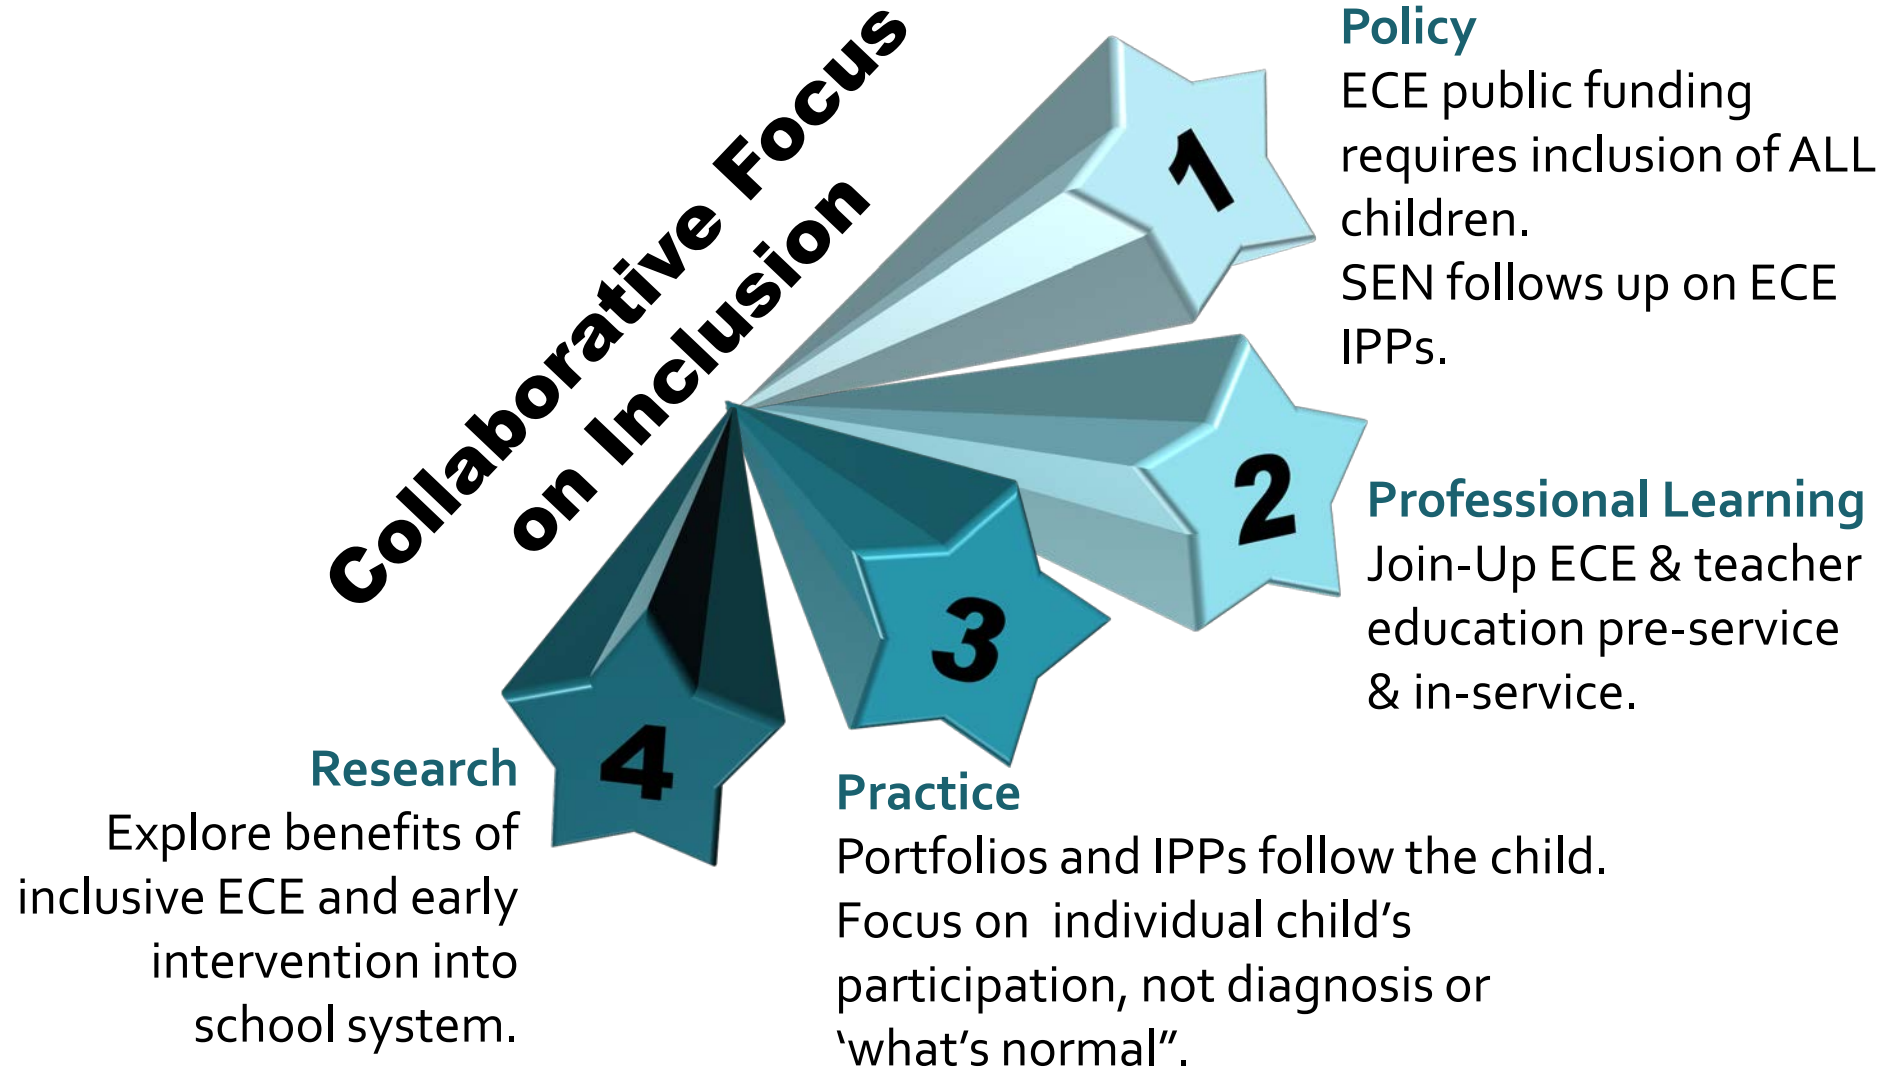 Collaborative Focus
on Inclusion
1
Policy
ECE public funding
requires inclusion of ALL
children.
SEN follows up on ECE
IPPs.
2
Professional Learning
Join-Up ECE & teacher
education pre-service
& in-service.
3
Practice
Portfolios and IPPs follow the child.
Focus on  individual child’s
participation, not diagnosis or
‘what’s normal”.
4
Research
Explore benefits of
inclusive ECE and early
intervention into
school system.